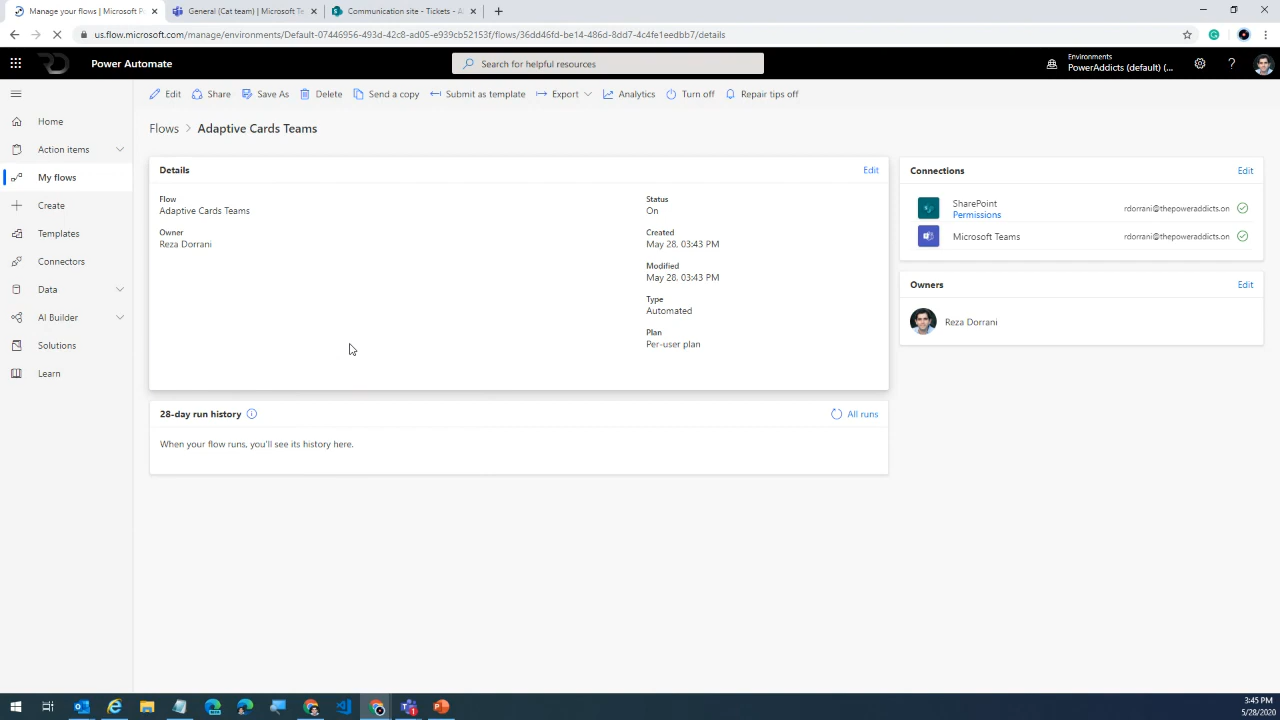 Manage your flows | Microsoft P
General (Cat team) | Microsoft Te
Communication site - Tickets - A
us.flow.microsoft.com/manage/environments/Default-07446956-493d-42c8-ad05-e939cb52153f/flows/36dd46fd-be14-486d-8dd7-4c4fe1eedbb7/details
Power Automate
Search for helpful resources
Environments
PowerAddicts (default) (...
Edit
Share
Save As
Delete
Send a copy
Submit as template
Export
Analytics
Turn off
Repair tips off
Home
Action items
My flows
Create
Templates
Connectors
Data
AI Builder
Solutions
Learn
Flows > Adaptive Cards Teams
Details
Edit
Flow
Adaptive Cards Teams
Owner
Reza Dorrani
Status
On
Created
May 28, 03:43 PM
Modified
May 28, 03:43 PM
Type
Automated
Plan
Per-user plan
28-day run history
All runs
When your flow runs, you'll see its history here.
Connections
Edit
SharePoint
Permissions
rdorrani@thepoweraddicts.on
Microsoft Teams
rdorrani@thepoweraddicts.on
Owners
Edit
Reza Dorrani
3:45 PM
5/28/2020